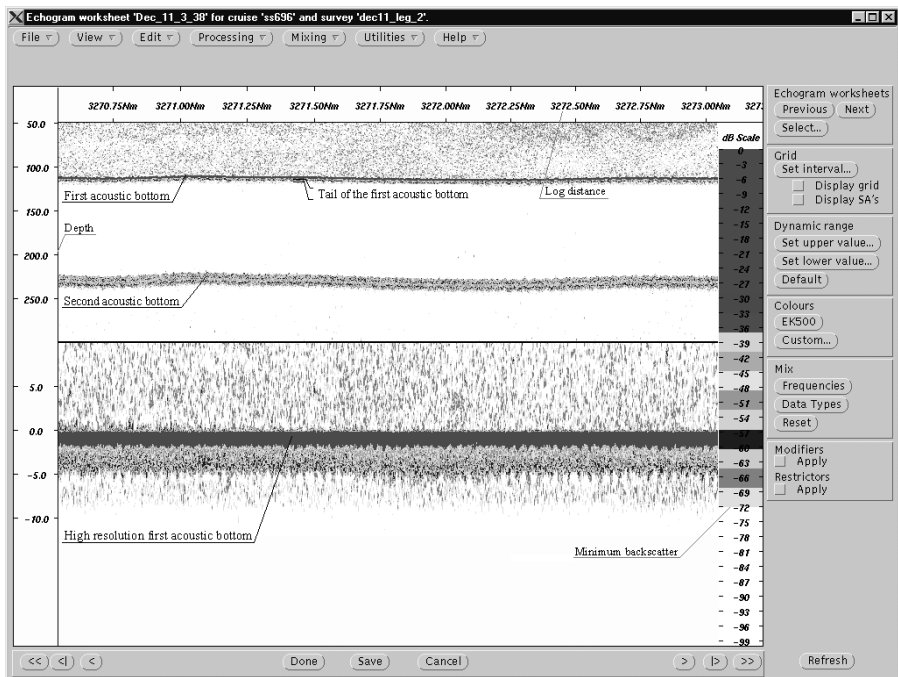 Echogram worksheet 'Dec_11_3_38' for cruise 'ss696' and survey 'dec11_leg_2'.
File View Edit Processing Mixing Utilities Help
3270.75Nm 3271.00Nm 3271.25Nm 3271.50Nm 3271.75Nm 3272.00Nm 3272.25Nm 3272.50Nm 3272.75Nm 3273.00Nm 3273
50.0
100.0
150.0
200.0
250.0
First acoustic bottom
Tail of the first acoustic bottom
Log distance
Depth
Second acoustic bottom
5.0
0.0
-5.0
-10.0
High resolution first acoustic bottom
Minimum backscatter
dB Scale
0
-3
-6
-9
-12
-15
-18
-21
-24
-27
-30
-33
-36
-39
-42
-45
-48
-51
-54
-57
-60
-63
-66
-69
-72
-75
-78
-81
-84
-87
-90
-93
-96
-99
Echogram worksheets
Previous Next
Select...
Grid
Set interval...
Display grid
Display SA's
Dynamic range
Set upper value...
Set lower value...
Default
Colours
EK500
Custom...
Mix
Frequencies
Data Types
Reset
Modifiers
Apply
Restrictors
Apply
<< <| < Done Save Cancel > |> >> Refresh